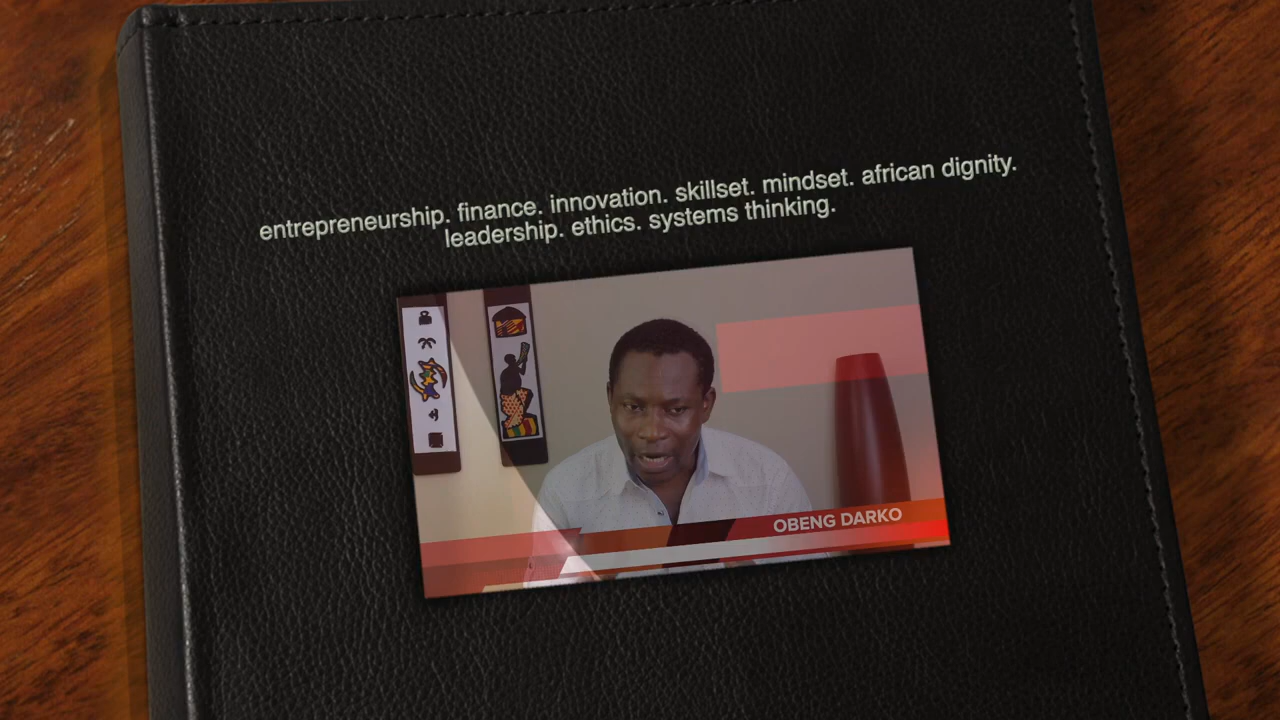 entrepreneurship. finance. innovation. skillset. mindset. african dignity.
leadership. ethics. systems thinking.
OBENG DARKO